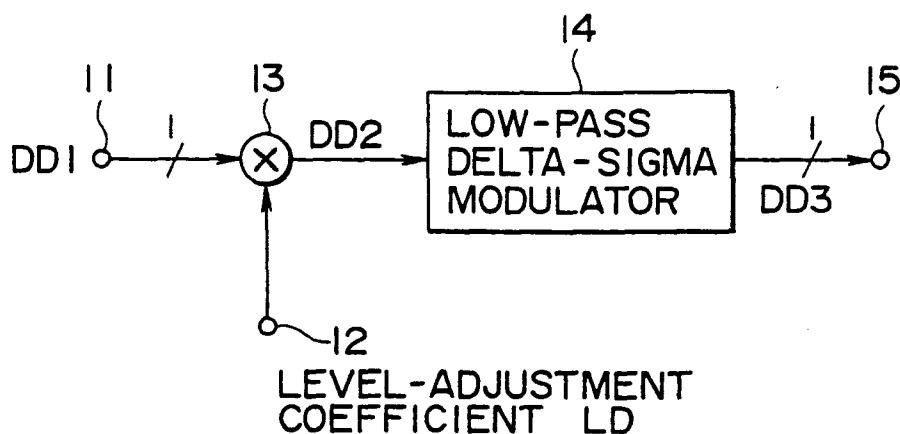 14
11
13
15
1
DD1
DD2
LOW-PASS
DELTA-SIGMA
MODULATOR
1
DD3
12
LEVEL-ADJUSTMENT
COEFFICIENT LD